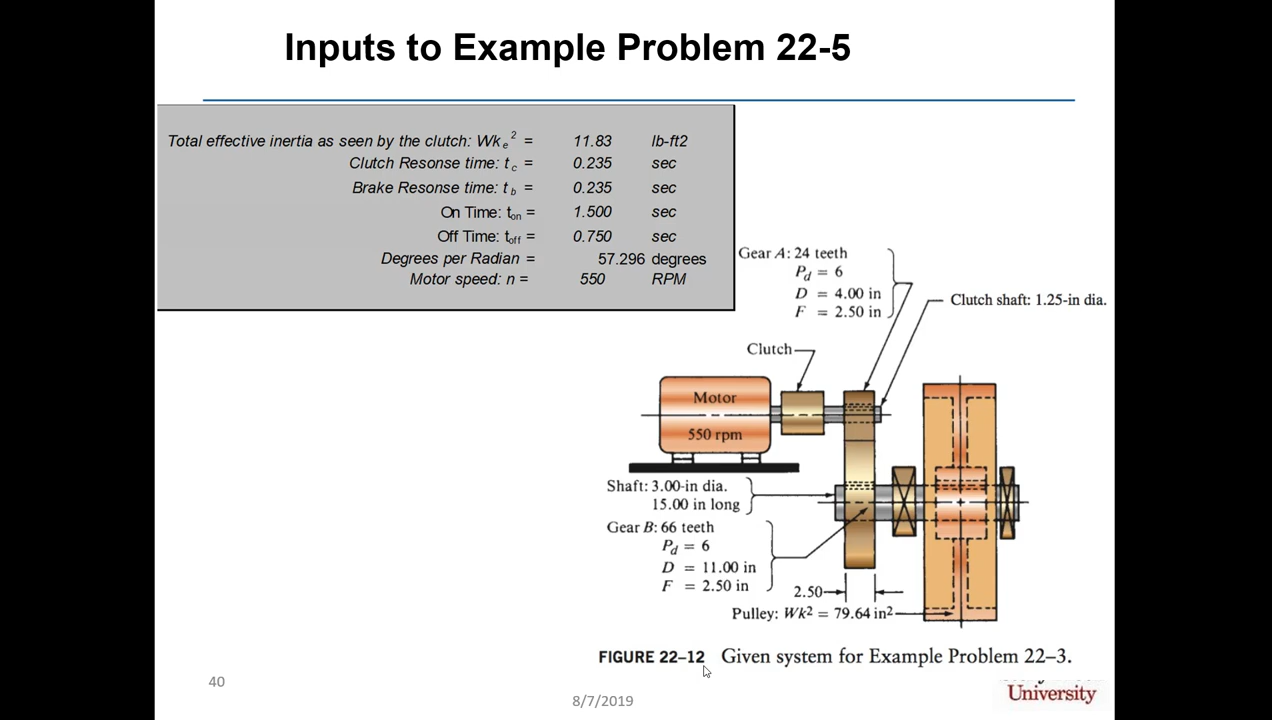 Inputs to Example Problem 22-5
Total effective inertia as seen by the clutch: Wkₑ² = 11.83 lb-ft2
Clutch Resonse time: t c = 0.235 sec
Brake Resonse time: t b = 0.235 sec
On Time: ton = 1.500 sec
Off Time: toff = 0.750 sec
Degrees per Radian = 57.296 degrees
Motor speed: n = 550 RPM
Gear A: 24 teeth
Pd = 6
D = 4.00 in
F = 2.50 in
Clutch shaft: 1.25-in dia.
Clutch
Motor
550 rpm
Shaft: 3.00-in dia.
15.00 in long
Gear B: 66 teeth
Pd = 6
D = 11.00 in
F = 2.50 in
2.50
Pulley: Wk² = 79.64 in²
FIGURE 22–12 Given system for Example Problem 22–3.
40
8/7/2019
University